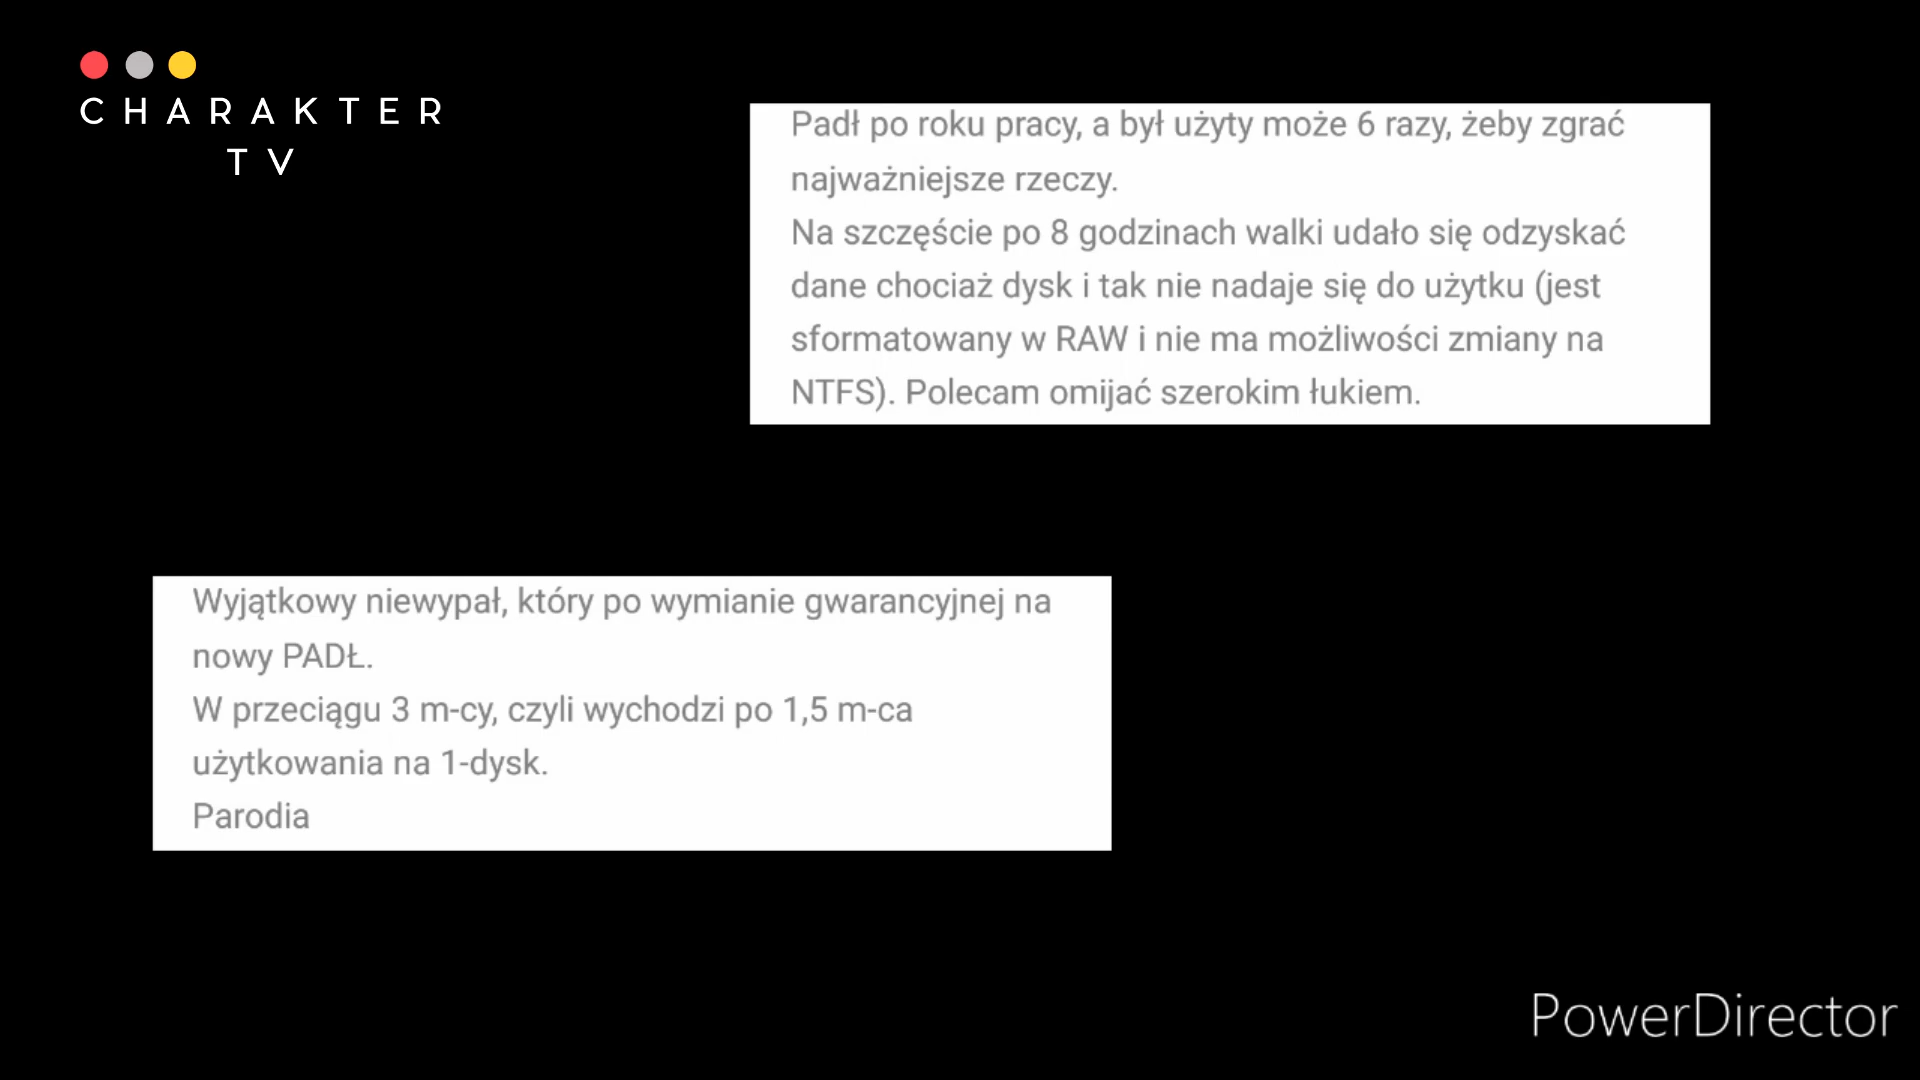 CHARAKTER
TV
Padł po roku pracy, a był użyty może 6 razy, żeby zgrać
najważniejsze rzeczy.
Na szczęście po 8 godzinach walki udało się odzyskać
dane chociaż dysk i tak nie nadaje się do użytku (jest
sformatowany w RAW i nie ma możliwości zmiany na
NTFS). Polecam omijać szerokim łukiem.
Wyjątkowy niewypał, który po wymianie gwarancyjnej na
nowy PADŁ.
W przeciągu 3 m-cy, czyli wychodzi po 1,5 m-ca
użytkowania na 1-dysk.
Parodia
PowerDirector